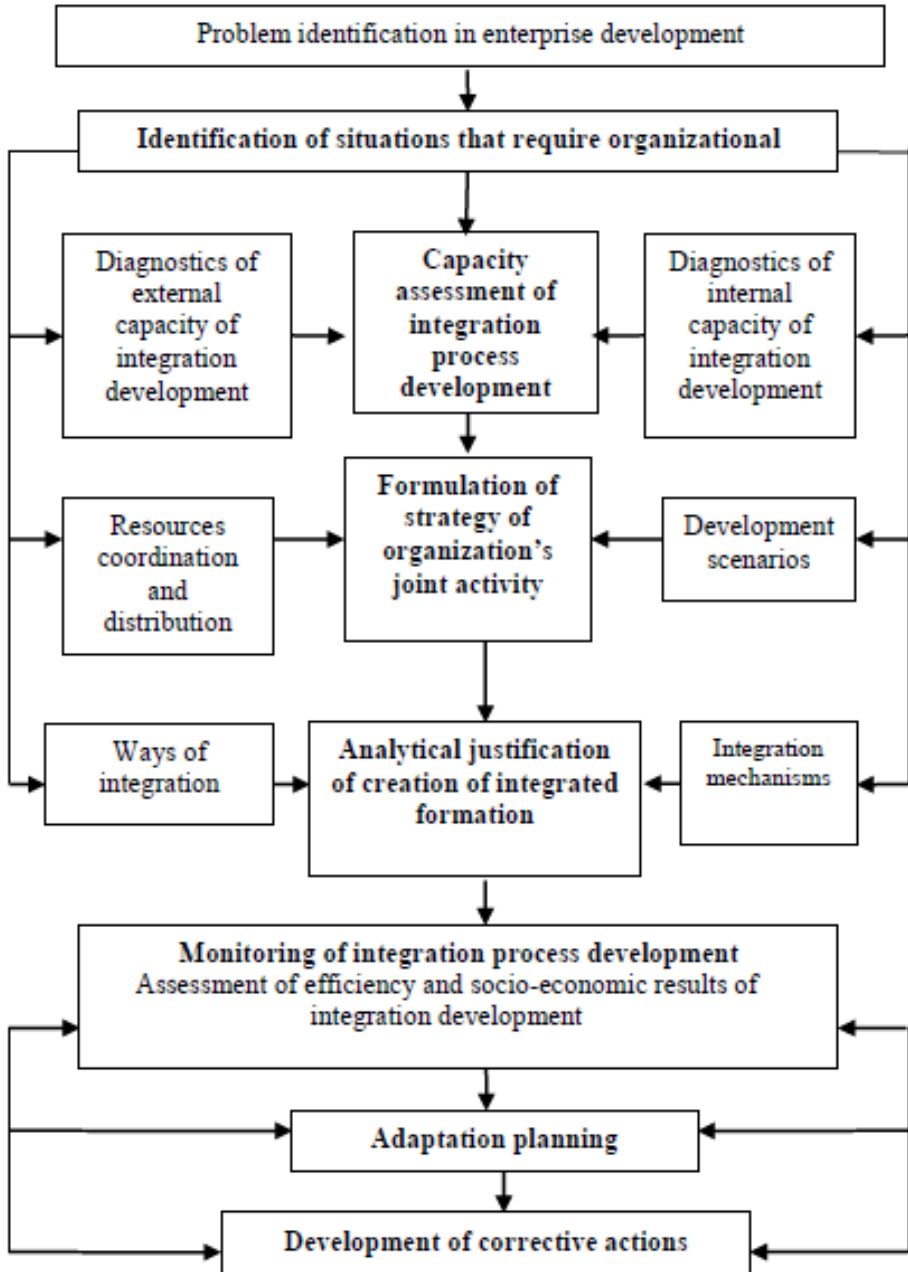 Problem identification in enterprise development
Identification of situations that require organizational
Diagnostics of
external
capacity of
integration
development
Capacity
assessment of
integration
process
development
Diagnostics of
internal
capacity of
integration
development
Resources
coordination
and
distribution
Formulation of
strategy of
organization’s
joint activity
Development
scenarios
Ways of
integration
Analytical justification
of creation of integrated
formation
Integration
mechanisms
Monitoring of integration process development
Assessment of efficiency and socio-economic results of
integration development
Adaptation planning
Development of corrective actions